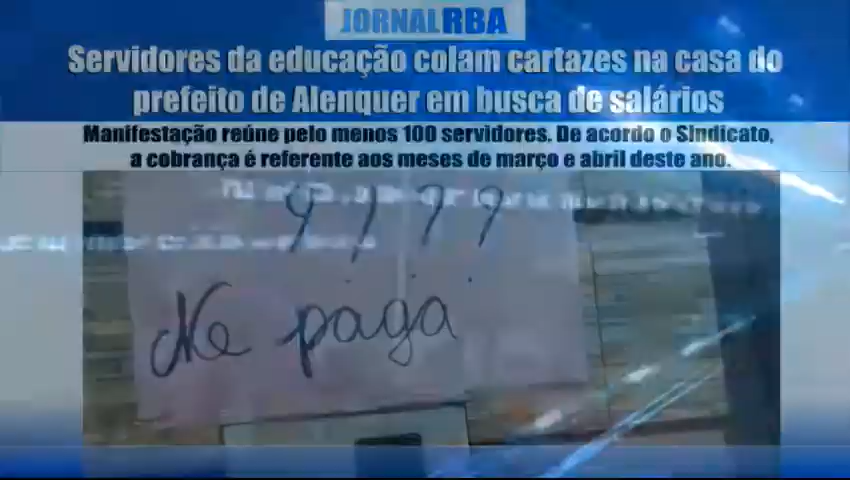 JORNALRBA
Servidores da educação colam cartazes na casa do
prefeito de Alenquer em busca de salários
Manifestação reúne pelo menos 100 servidores. De acordo o Sindicato,
a cobrança é referente aos meses de março e abril deste ano.
Me paga